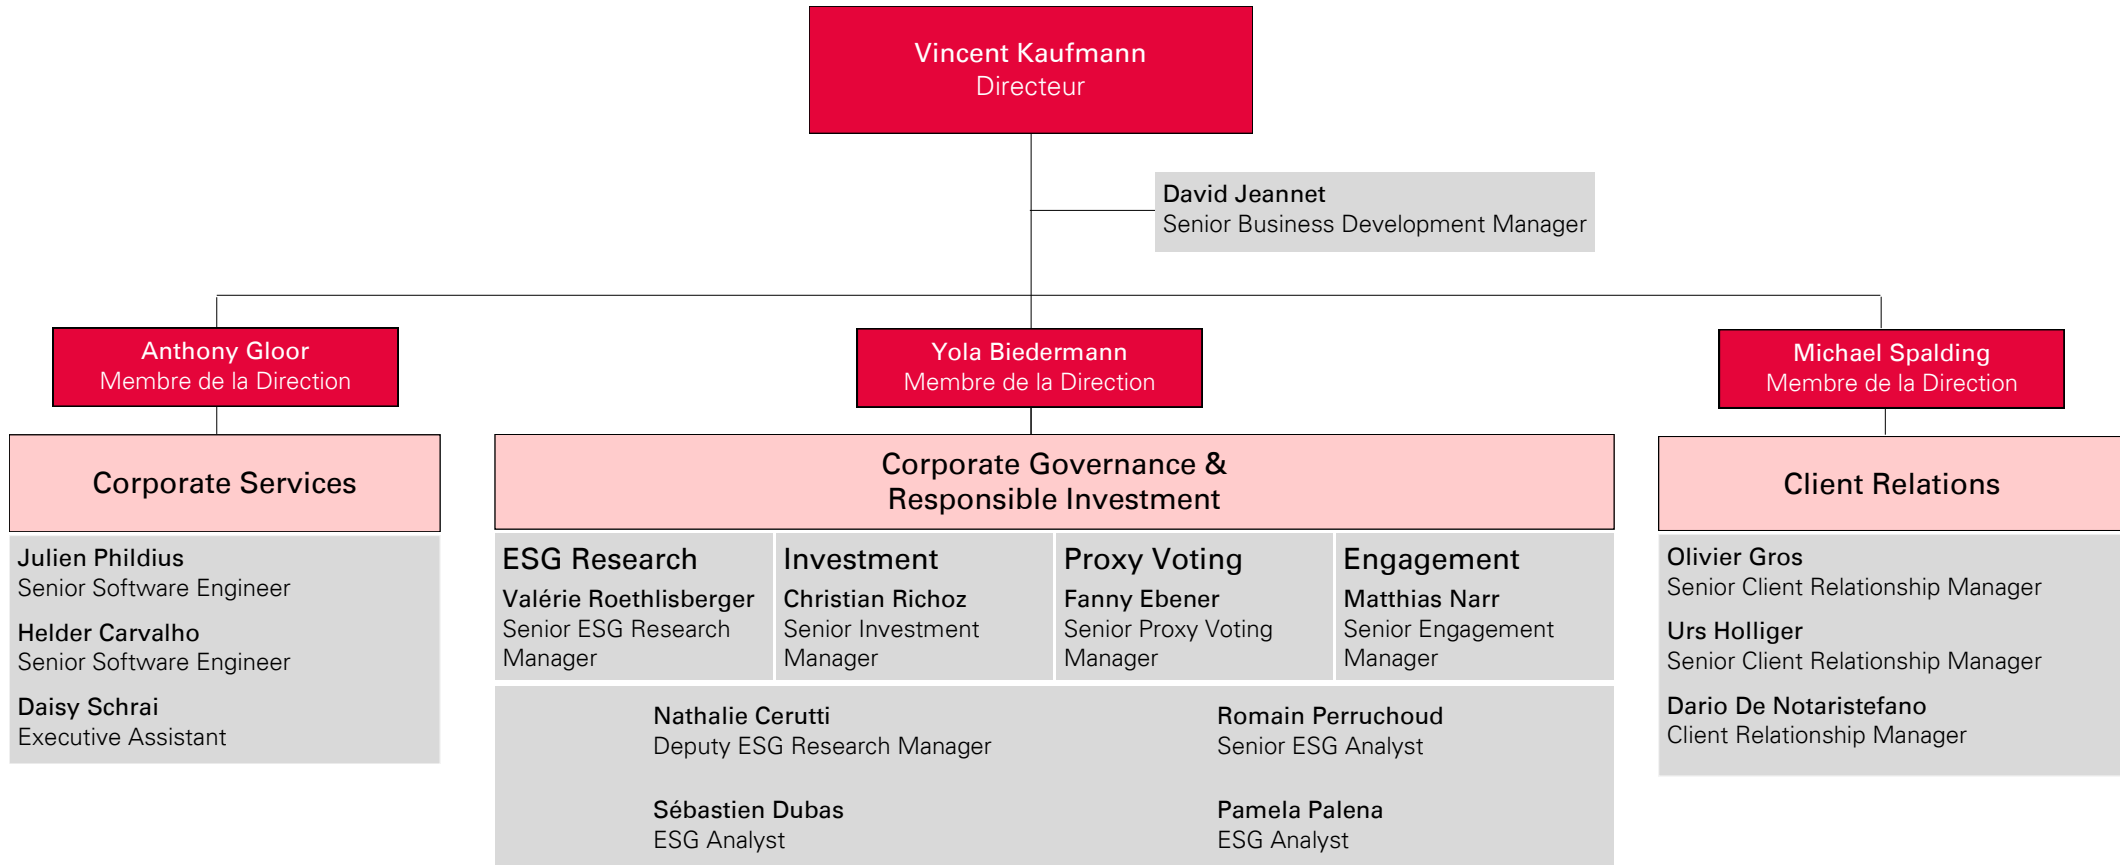 Vincent Kaufmann
Directeur
David Jeannet
Senior Business Development Manager
Anthony Gloor
Membre de la Direction
Yola Biedermann
Membre de la Direction
Michael Spalding
Membre de la Direction
Corporate Services
Julien Phildius
Senior Software Engineer
Helder Carvalho
Senior Software Engineer
Daisy Schrai
Executive Assistant
Corporate Governance &
Responsible Investment
ESG Research
Valérie Roethlisberger
Senior ESG Research
Manager
Investment
Christian Richoz
Senior Investment
Manager
Proxy Voting
Fanny Ebener
Senior Proxy Voting
Manager
Engagement
Matthias Narr
Senior Engagement
Manager
Nathalie Cerutti
Deputy ESG Research Manager
Romain Perruchoud
Senior ESG Analyst
Sébastien Dubas
ESG Analyst
Pamela Palena
ESG Analyst
Client Relations
Olivier Gros
Senior Client Relationship Manager
Urs Holliger
Senior Client Relationship Manager
Dario De Notaristefano
Client Relationship Manager